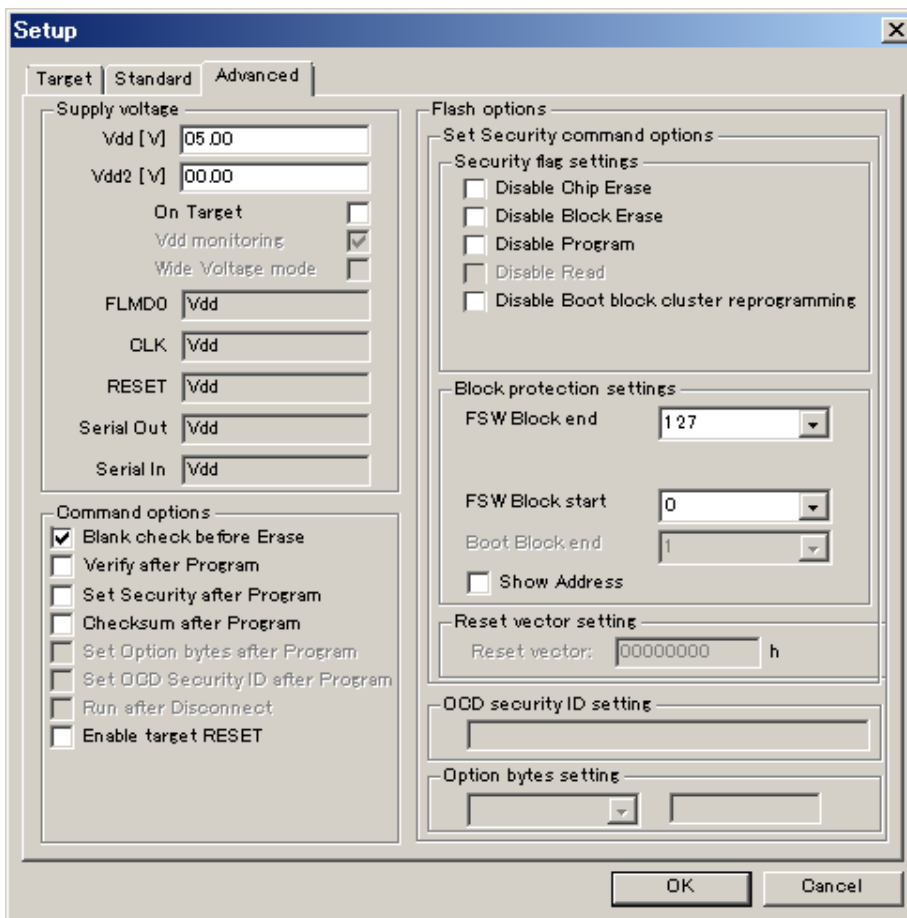 Setup
Target
Standard
Advanced
Supply voltage
Vdd [V] 05.00
Vdd2 [V] 00.00
On Target
Vdd monitoring
Wide Voltage mode
FLMD0 Vdd
CLK Vdd
RESET Vdd
Serial Out Vdd
Serial In Vdd
Command options
Blank check before Erase
Verify after Program
Set Security after Program
Checksum after Program
Set Option bytes after Program
Set OCD Security ID after Program
Run after Disconnect
Enable target RESET
Flash options
Set Security command options
Security flag settings
Disable Chip Erase
Disable Block Erase
Disable Program
Disable Read
Disable Boot block cluster reprogramming
Block protection settings
FSW Block end 127
FSW Block start 0
Boot Block end 1
Show Address
Reset vector setting
Reset vector: 00000000 h
OCD security ID setting
Option bytes setting
OK
Cancel